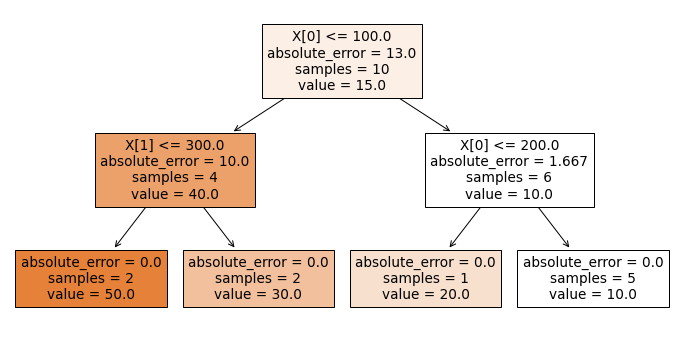 X[0] <= 100.0
absolute_error = 13.0
samples = 10
value = 15.0
X[1] <= 300.0
absolute_error = 10.0
samples = 4
value = 40.0
X[0] <= 200.0
absolute_error = 1.667
samples = 6
value = 10.0
absolute_error = 0.0
samples = 2
value = 50.0
absolute_error = 0.0
samples = 2
value = 30.0
absolute_error = 0.0
samples = 1
value = 20.0
absolute_error = 0.0
samples = 5
value = 10.0